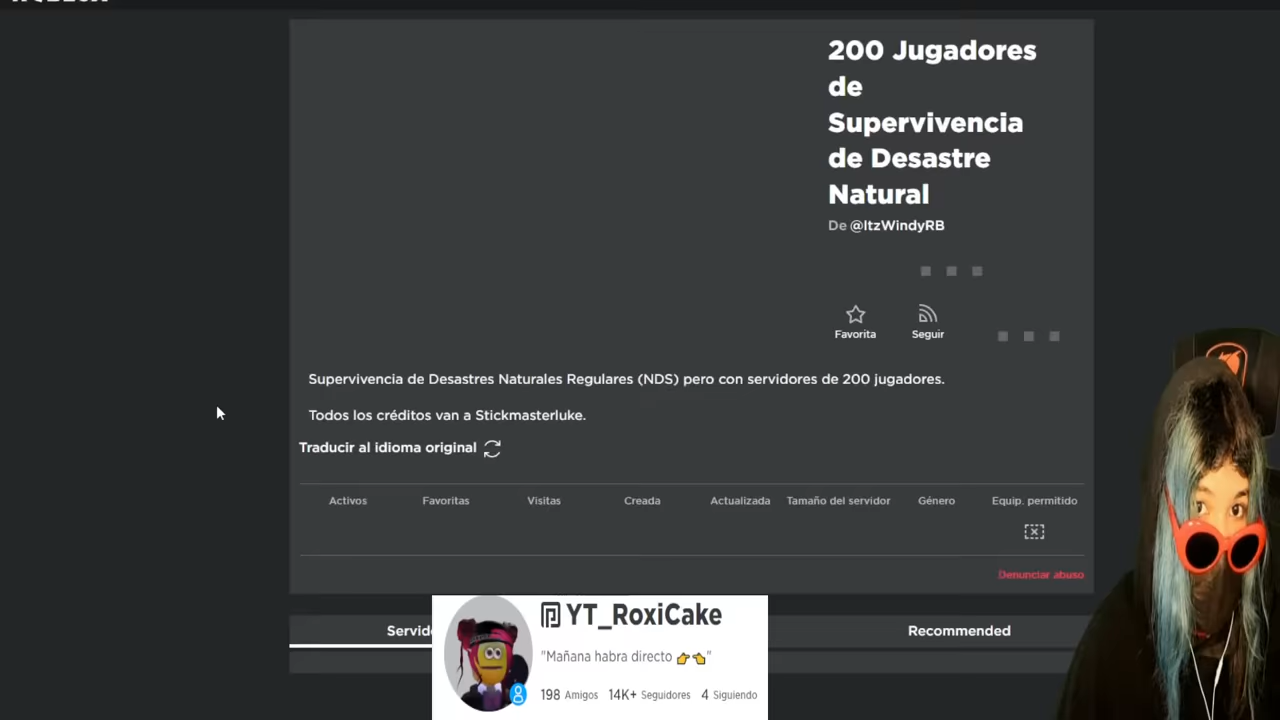 200 Jugadores
de
Supervivencia
de Desastre
Natural
De @ItzWindyRB
Favorita
Seguir
Supervivencia de Desastres Naturales Regulares (NDS) pero con servidores de 200 jugadores.
Todos los créditos van a Stickmasterluke.
Traducir al idioma original
Activos
Favoritas
Visitas
Creada
Actualizada
Tamaño del servidor
Género
Equip. permitido
Denunciar abuso
Recommended
YT_RoxiCake
"Mañana habra directo 👉👈"
198 Amigos 14K+ Seguidores 4 Siguiendo